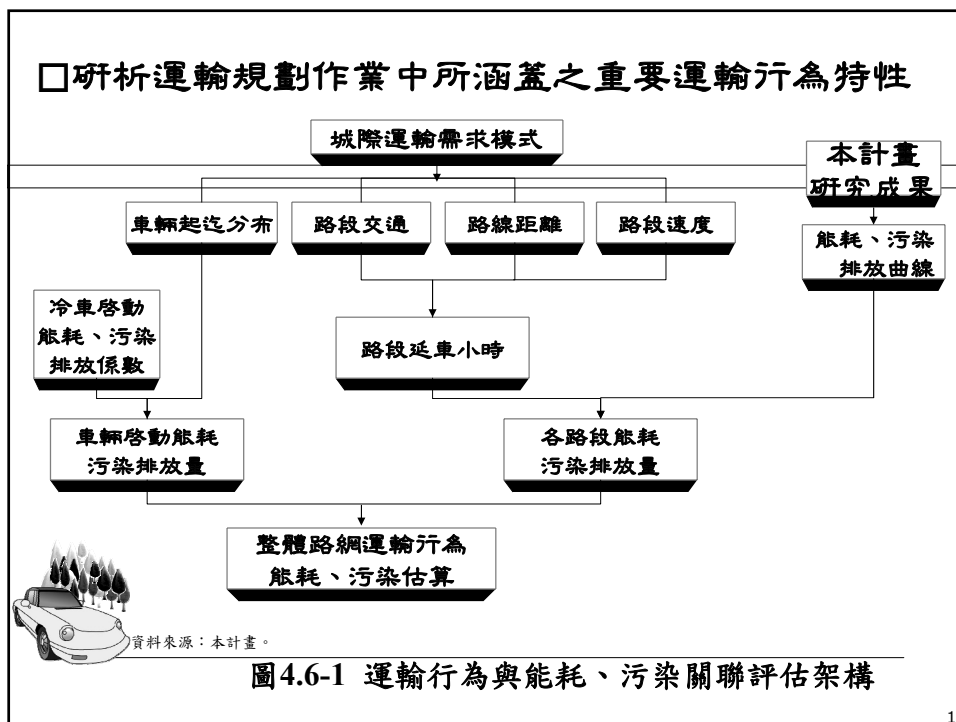 □研析運輸規劃作業中所涵蓋之重要運輸行為特性
城際運輸需求模式
本計畫
研究成果
車輛起迄分布
路段交通
路線距離
路段速度
能耗、污染
排放曲線
冷車啓動
能耗、污染
排放係數
路段延車小時
車輛啓動能耗
污染排放量
各路段能耗
污染排放量
整體路網運輸行為
能耗、污染估算
資料來源：本計畫。
圖4.6-1 運輸行為與能耗、污染關聯評估架構
1